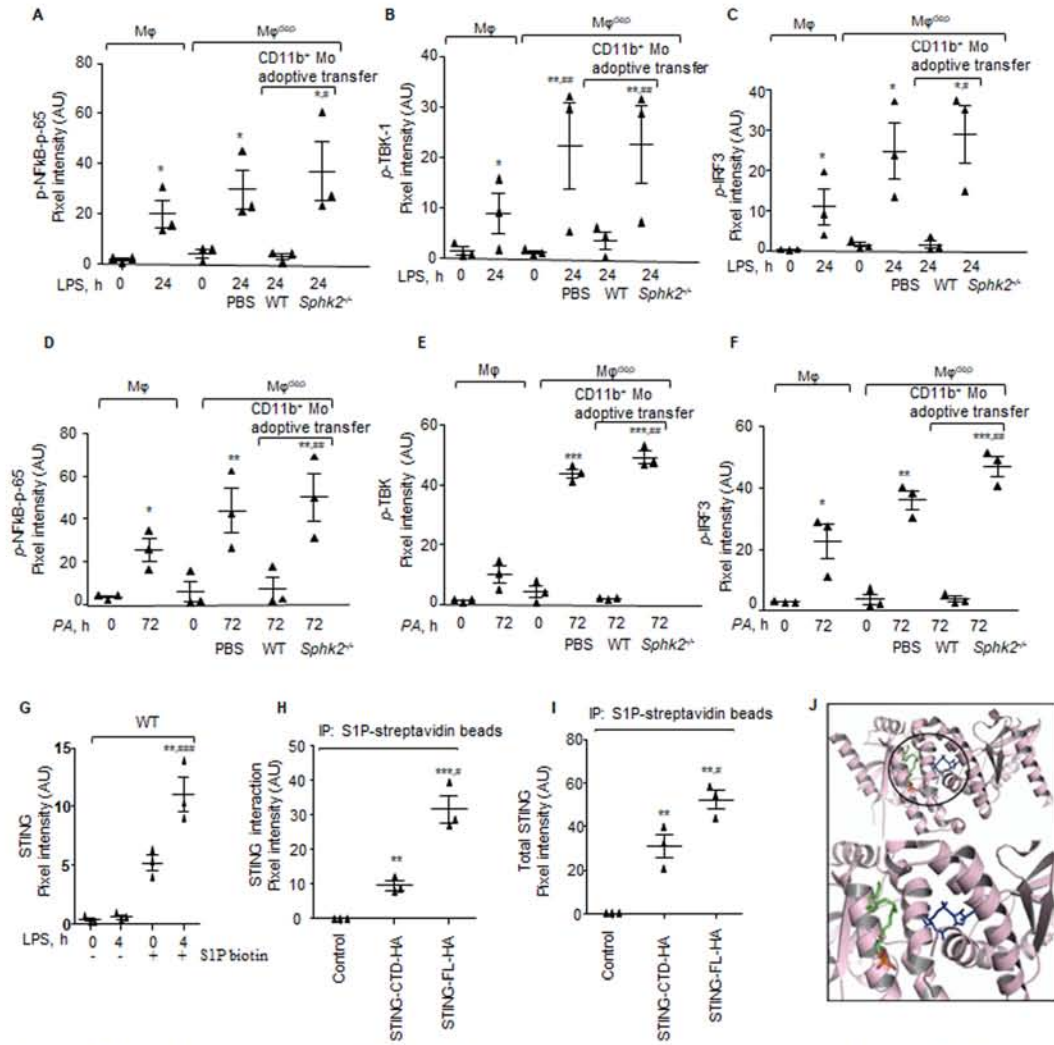 A
Mφ
Mφᵈᵉᵖ
CD11b⁺ Mo
adoptive transfer
p-NFkB-p-65
Pixel intensity (AU)
80
60
40
20
0
*
*
*,#
LPS, h
0
24
0
24
24
24
PBS
WT
Sphk2⁻/⁻
B
Mφ
CD11b⁺ Mo
adoptive transfer
p-TBK-1
Pixel intensity (AU)
40
30
20
10
0
*
**,##
**,##
LPS, h
0
24
0
24
24
24
PBS
WT
Sphk2⁻/⁻
C
Mφ
Mφᵈᵉᵖ
CD11b⁺ Mo
adoptive transfer
p-IRF3
Pixel intensity (AU)
40
30
20
10
0
*
*
*,#
LPS, h
0
24
0
24
24
24
PBS
WT
Sphk2⁻/⁻
D
Mφ
Mφᵈᵉᵖ
CD11b⁺ Mo
adoptive transfer
p-NFkB-p-65
Pixel intensity (AU)
80
60
40
20
0
*
**
**,##
PA, h
0
72
0
72
72
72
PBS
WT
Sphk2⁻/⁻
E
Mφ
Mφᵈᵉᵖ
CD11b⁺ Mo
adoptive transfer
p-TBK
Pixel intensity (AU)
60
40
20
0
***
***,##
PA, h
0
72
0
72
72
72
PBS
WT
Sphk2⁻/⁻
F
Mφ
Mφᵈᵉᵖ
CD11b⁺ Mo
adoptive transfer
p-IRF3
Pixel intensity (AU)
60
40
20
0
*
**
***,##
PA, h
0
72
0
72
72
72
PBS
WT
Sphk2⁻/⁻
G
WT
STING
Pixel intensity (AU)
15
10
5
0
**,###
LPS, h
0
4
0
4
-
-
+
+
S1P biotin
H
IP: S1P-streptavidin beads
STING interaction
Pixel intensity (AU)
50
40
30
20
10
0
**
***,#
Control
STING-CTD-HA
STING-FL-HA
I
IP: S1P-streptavidin beads
Total STING
Pixel intensity (AU)
80
60
40
20
0
**
**,#
Control
STING-CTD-HA
STING-FL-HA
J